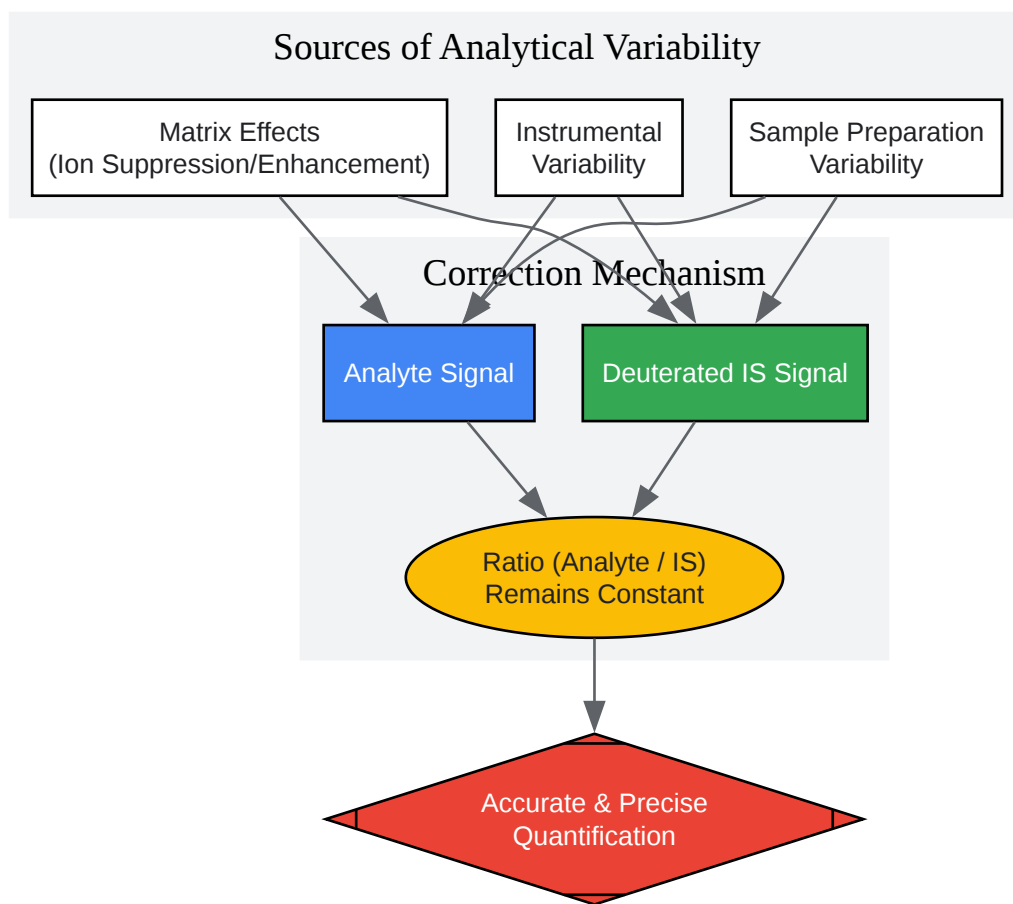 Sources of Analytical Variability
Matrix Effects
(Ion Suppression/Enhancement)
Instrumental
Variability
Sample Preparation
Variability
Correction Mechanism
Analyte Signal
Deuterated IS Signal
Ratio (Analyte / IS)
Remains Constant
Accurate & Precise
Quantification